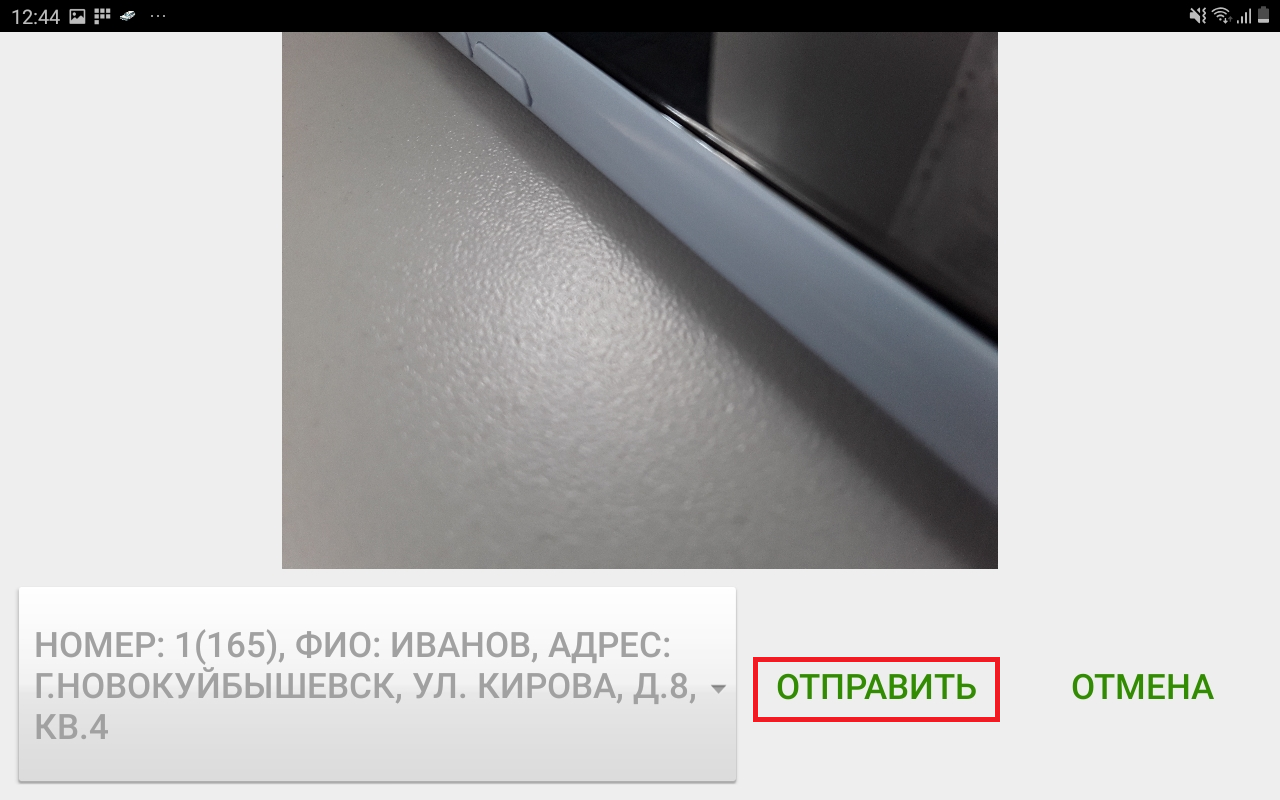 12:44
НОМЕР: 1(165), ФИО: ИВАНОВ, АДРЕС:
Г.НОВОКУЙБЫШЕВСК, УЛ. КИРОВА, Д.8,
КВ.4
ОТПРАВИТЬ
ОТМЕНА